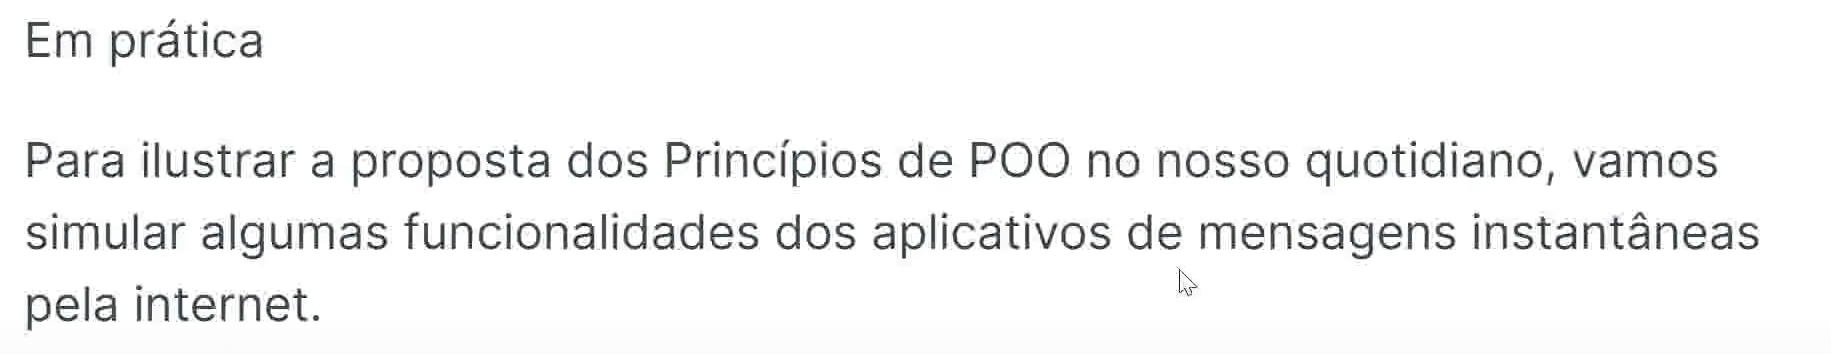 Em prática
Para ilustrar a proposta dos Princípios de POO no nosso quotidiano, vamos
simular algumas funcionalidades dos aplicativos de mensagens instantâneas
pela internet.